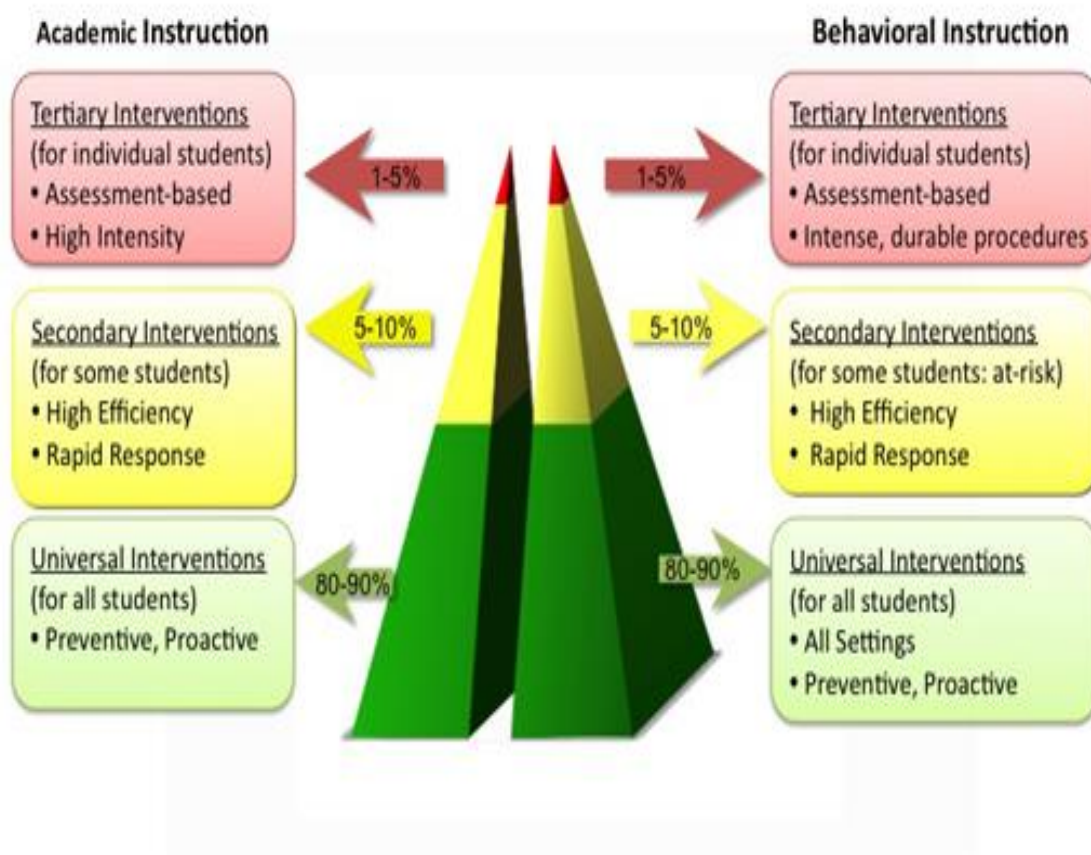 Academic Instruction
Tertiary Interventions
(for individual students)
• Assessment-based
• High Intensity
1-5%
Secondary Interventions
(for some students)
• High Efficiency
• Rapid Response
5-10%
Universal Interventions
(for all students)
• Preventive, Proactive
80-90%
Behavioral Instruction
1-5%
Tertiary Interventions
(for individual students)
• Assessment-based
• Intense, durable procedures
5-10%
Secondary Interventions
(for some students: at-risk)
• High Efficiency
• Rapid Response
80-90%
Universal Interventions
(for all students)
• All Settings
• Preventive, Proactive